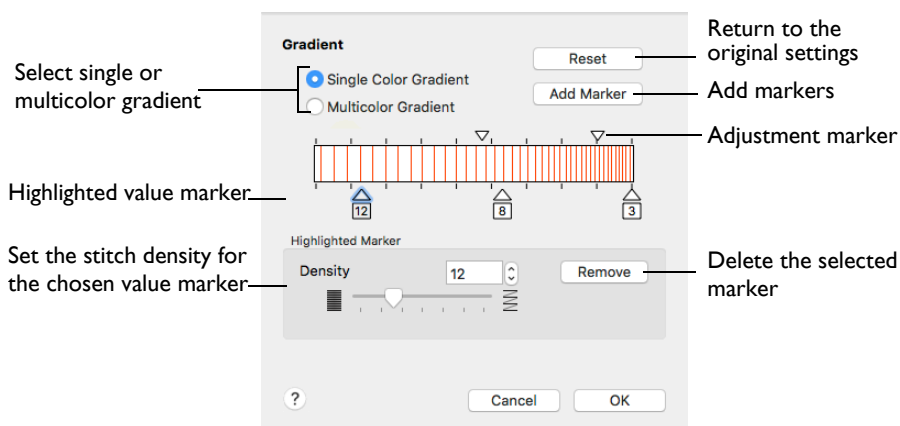 Gradient
Return to the
original settings
Reset
Select single or
multicolor gradient
Single Color Gradient
Multicolor Gradient
Add Marker
Add markers
Adjustment marker
Highlighted value marker
12
8
3
Highlighted Marker
Set the stitch density for
the chosen value marker
Density
12
Remove
Delete the selected
marker
?
Cancel
OK